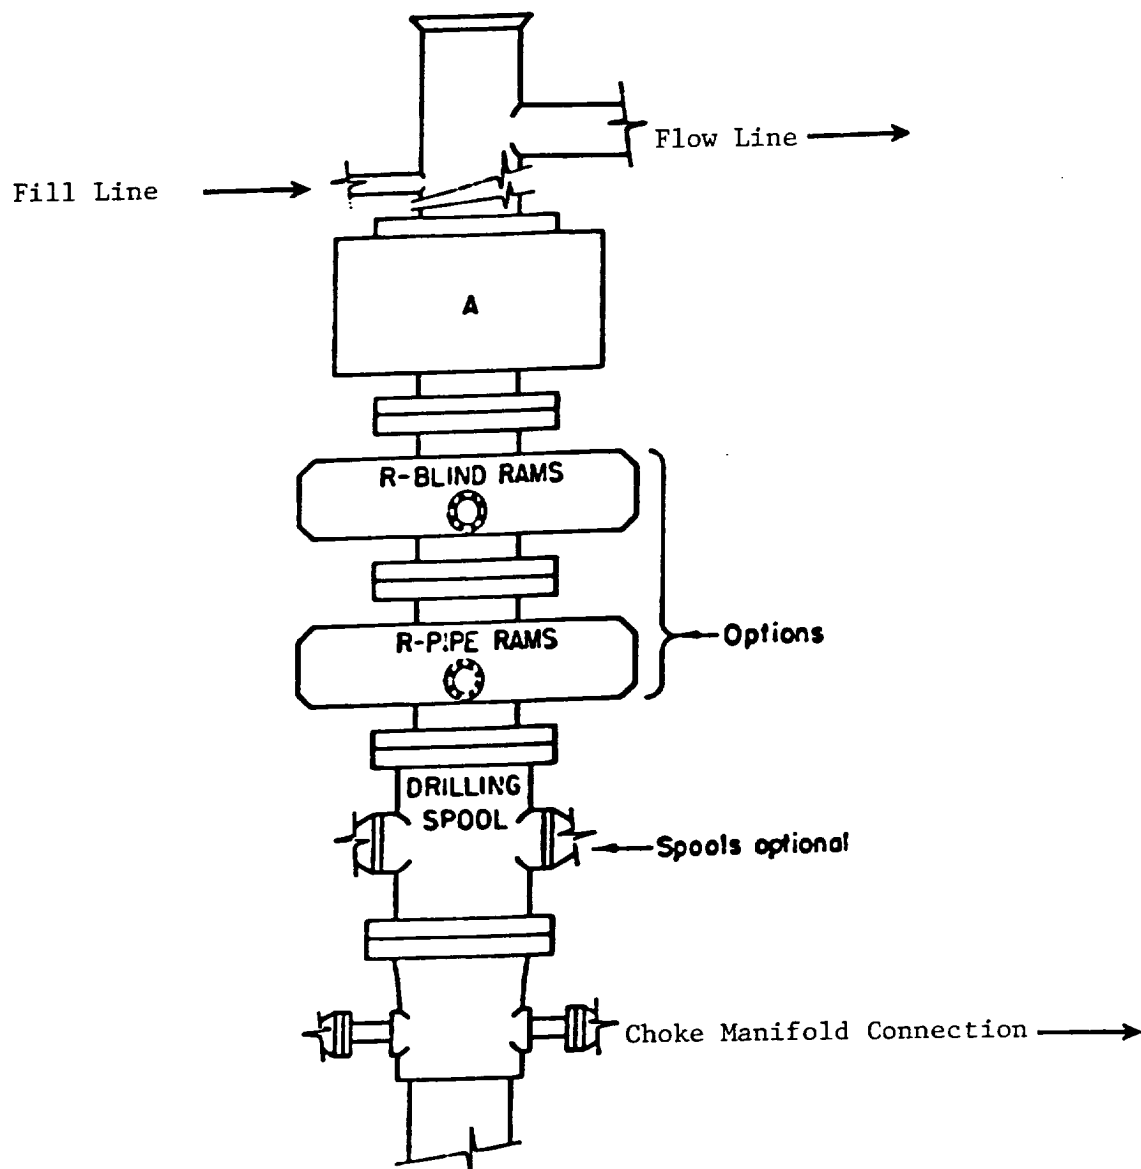 Flow Line
Fill Line
A
R-BLIND RAMS
R-PIPE RAMS
Options
DRILLING
SPOOL
Spools optional
Choke Manifold Connection